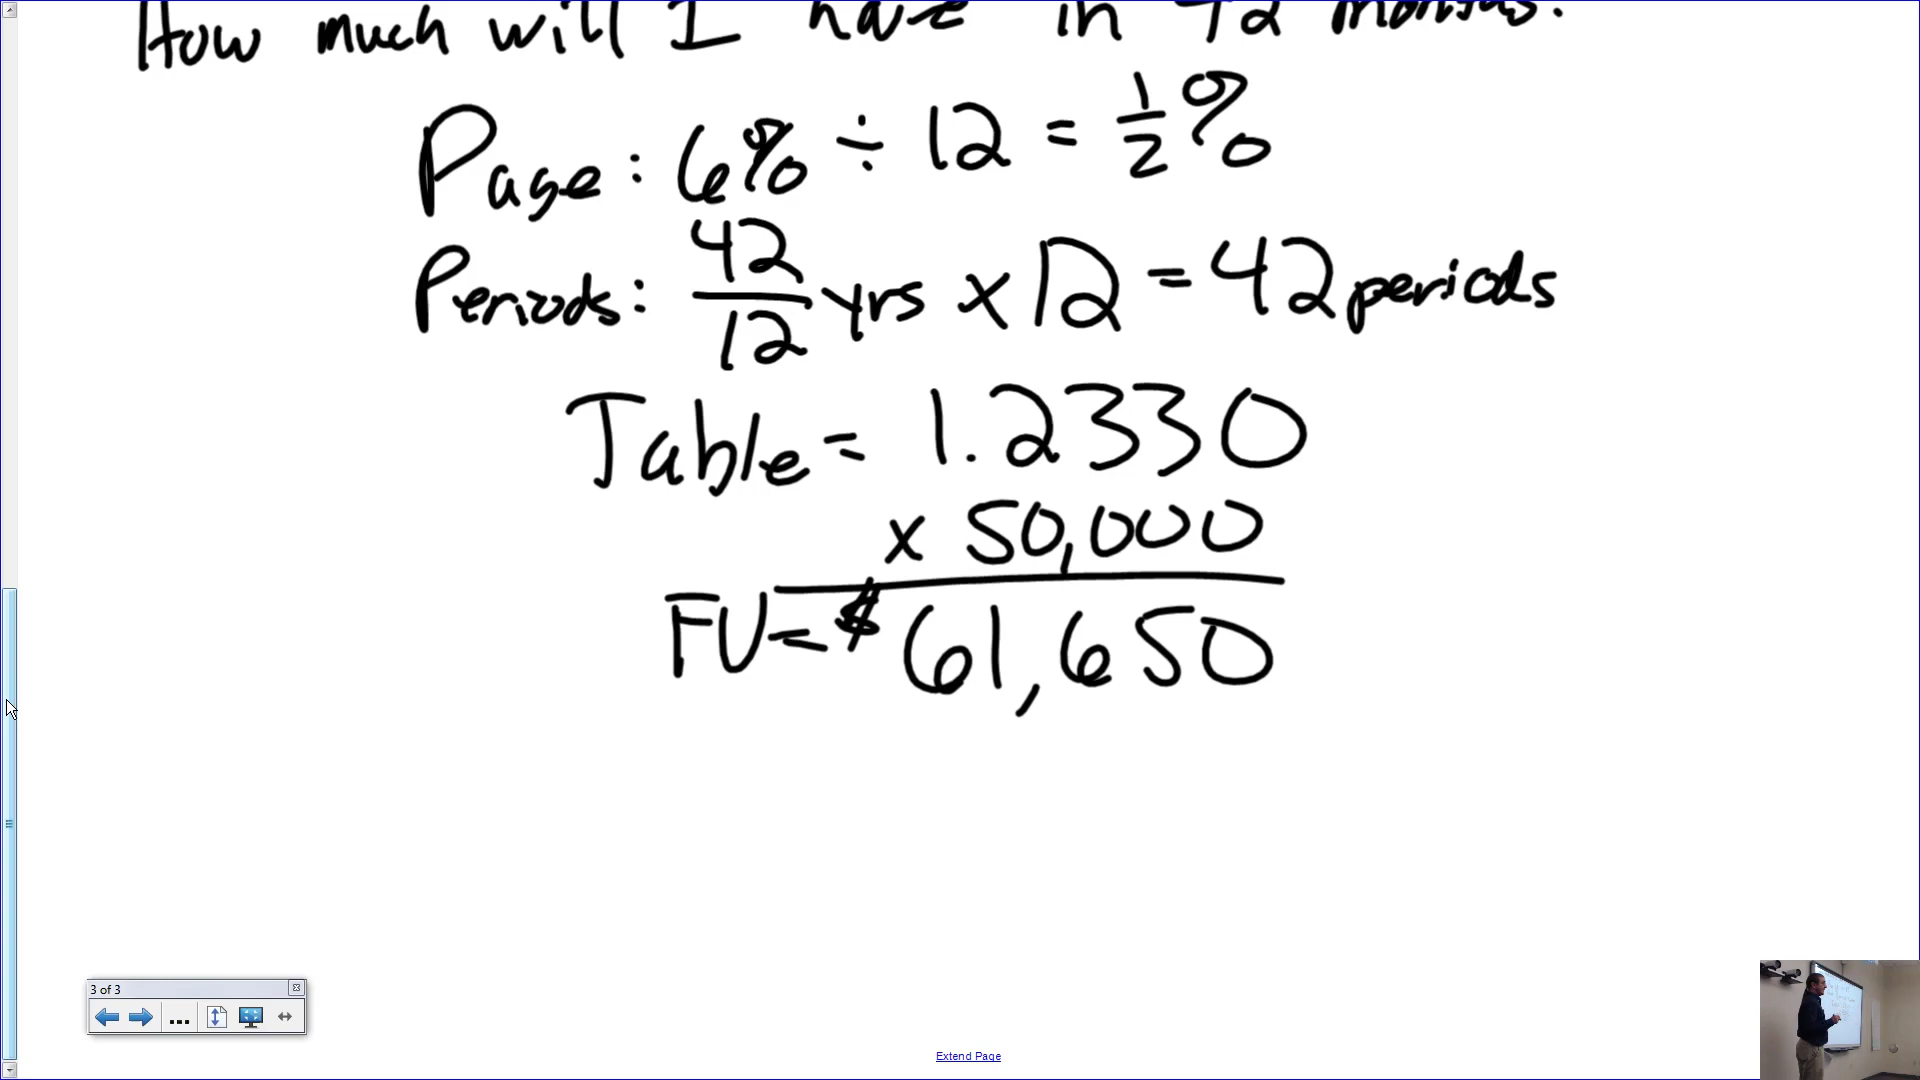 How much will I have in 42 months?
Page: 6% ÷ 12 = 1/2 %
Periods: 42/12 yrs x 12 = 42 periods
Table = 1.2330
x 50,000
FV = $61,650
3 of 3
...
Extend Page